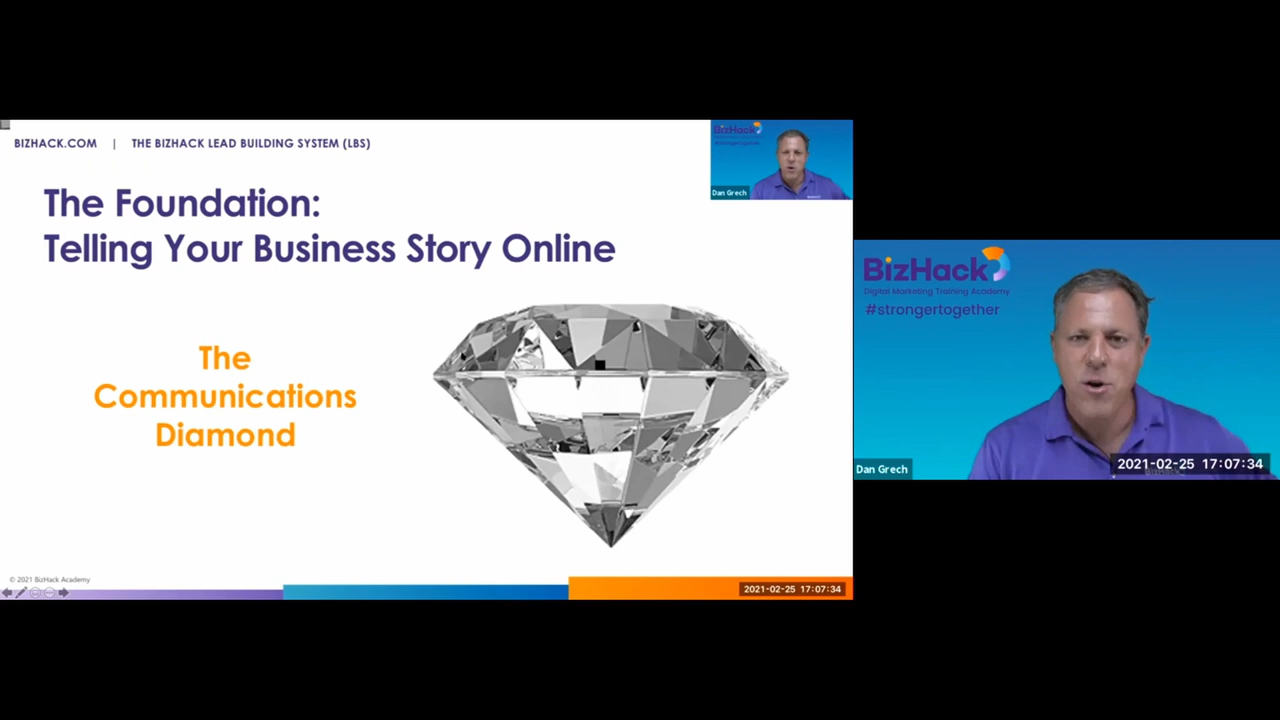 BIZHACK.COM | THE BIZHACK LEAD BUILDING SYSTEM (LBS)
The Foundation:
Telling Your Business Story Online
The
Communications
Diamond
© 2021 BizHack Academy
2021-02-25 17:07:34
BizHack
#strongertogether
Dan Grech
BizHack
Digital Marketing Training Academy
#strongertogether
Dan Grech
2021-02-25 17:07:34